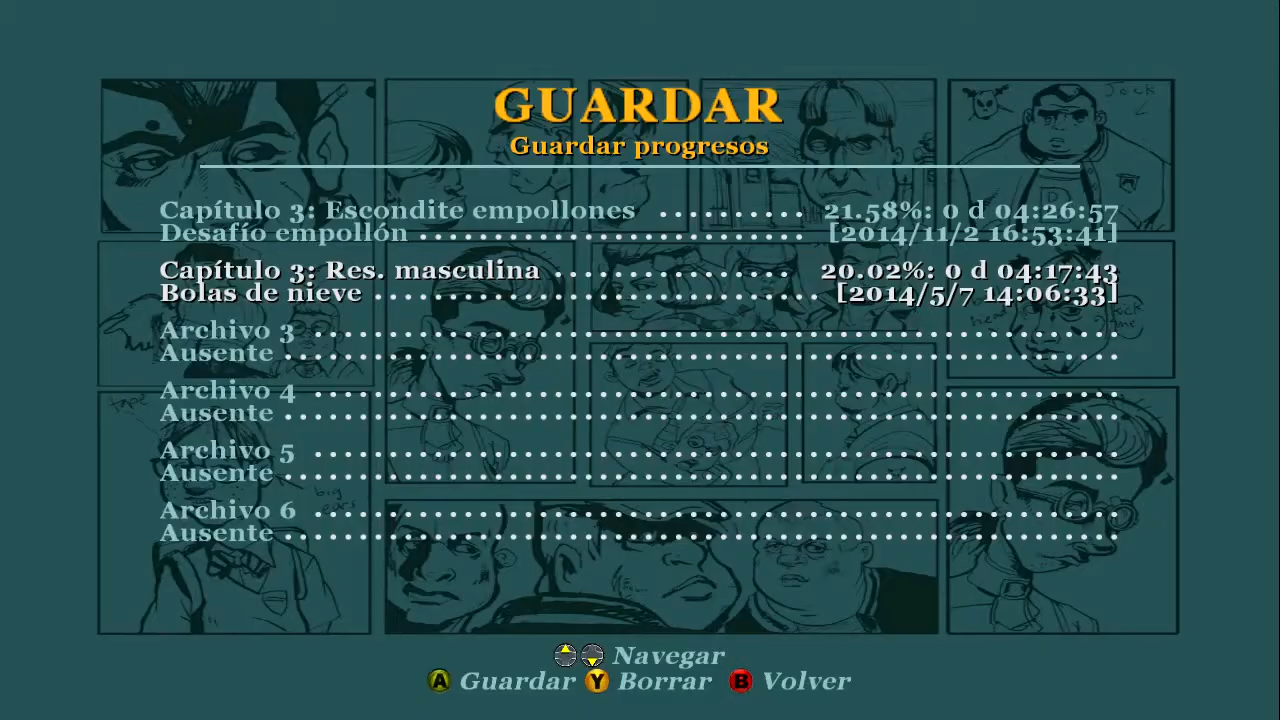 GUARDAR
Guardar progresos
Jock
Capítulo 3: Escondite empollones .......... 21.58%: 0 d 04:26:57
Desafío empollón ......................... [2014/11/2 16:53:41]
Capítulo 3: Res. masculina ............... 20.02%: 0 d 04:17:43
Bolas de nieve ............................ [2014/5/7 14:06:33]
Archivo 3 ....................................................
Ausente ......................................................
Archivo 4 ....................................................
Ausente ......................................................
Archivo 5 ....................................................
Ausente ......................................................
Archivo 6 ....................................................
Ausente ......................................................
Navegar
A Guardar Y Borrar B Volver